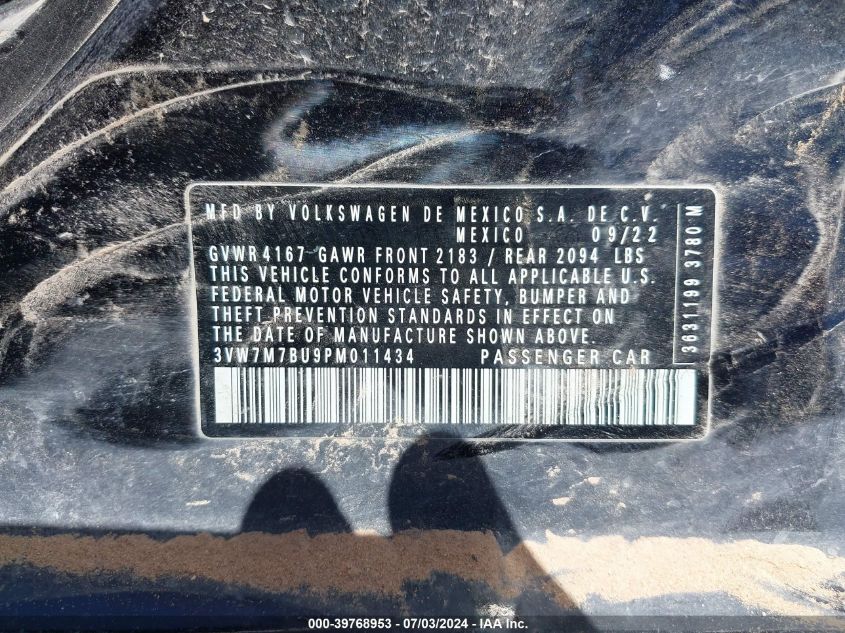 MFD BY VOLKSWAGEN DE MEXICO S.A. DE C.V.
MEXICO 09/22
GVWR 4167 GAWR FRONT 2183 / REAR 2094 LBS
THIS VEHICLE CONFORMS TO ALL APPLICABLE U.S.
FEDERAL MOTOR VEHICLE SAFETY, BUMPER AND
THEFT PREVENTION STANDARDS IN EFFECT ON
THE DATE OF MANUFACTURE SHOWN ABOVE.
3VW7M7BU9PM011434 PASSENGER CAR
3631199 3780 M
000-39768953 - 07/03/2024 - IAA Inc.